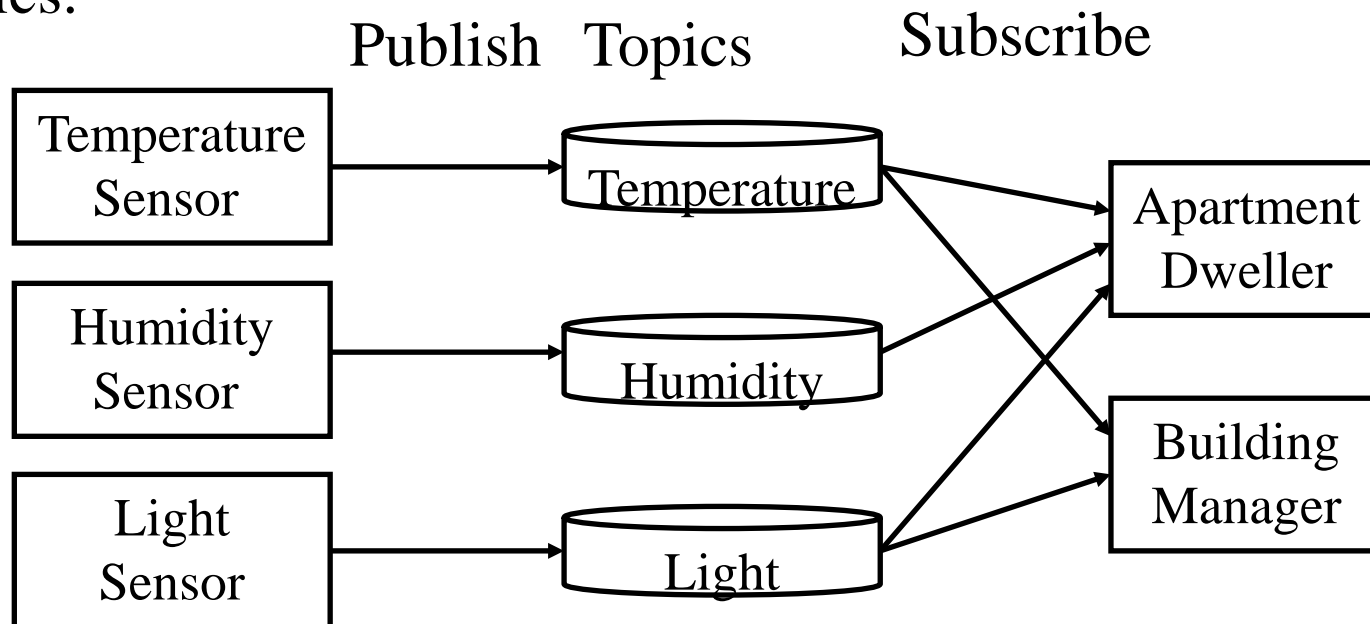 Publish Topics Subscribe
Temperature
Sensor
Temperature
Apartment
Dweller
Humidity
Sensor
Humidity
Building
Manager
Light
Sensor
Light